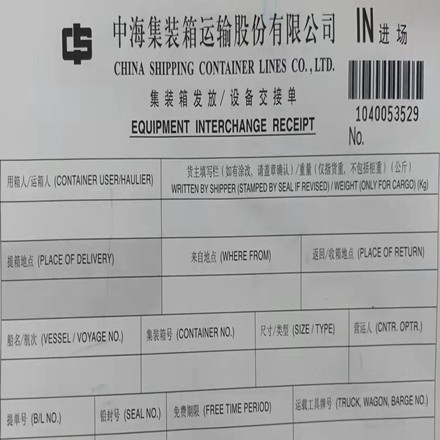 中海集装箱运输股份有限公司 IN 进场
CHINA SHIPPING CONTAINER LINES CO., LTD.
集装箱发放/设备交接单
EQUIPMENT INTERCHANGE RECEIPT
1040053529
No.
用箱人/运箱人 (CONTAINER USER/HAULIER)
货主填写栏 (如有涂改, 请盖章确认) /重量 (仅指货重, 不包括柜重) (公斤)
WRITTEN BY SHIPPER (STAMPED BY SEAL IF REVISED) / WEIGHT (ONLY FOR CARGO) (Kg)
提箱地点 (PLACE OF DELIVERY)
来自地点 (WHERE FROM)
返回/收箱地点 (PLACE OF RETURN)
船名/航次 (VESSEL / VOYAGE NO.)
集装箱号 (CONTAINER NO.)
尺寸/类型 (SIZE / TYPE)
营运人 (CNTR. OPTR.)
提单号 (B/L NO.)
铅封号 (SEAL NO.)
免费期限 (FREE TIME PERIOD)
运载工具牌号 (TRUCK, WAGON, BARGE NO.)